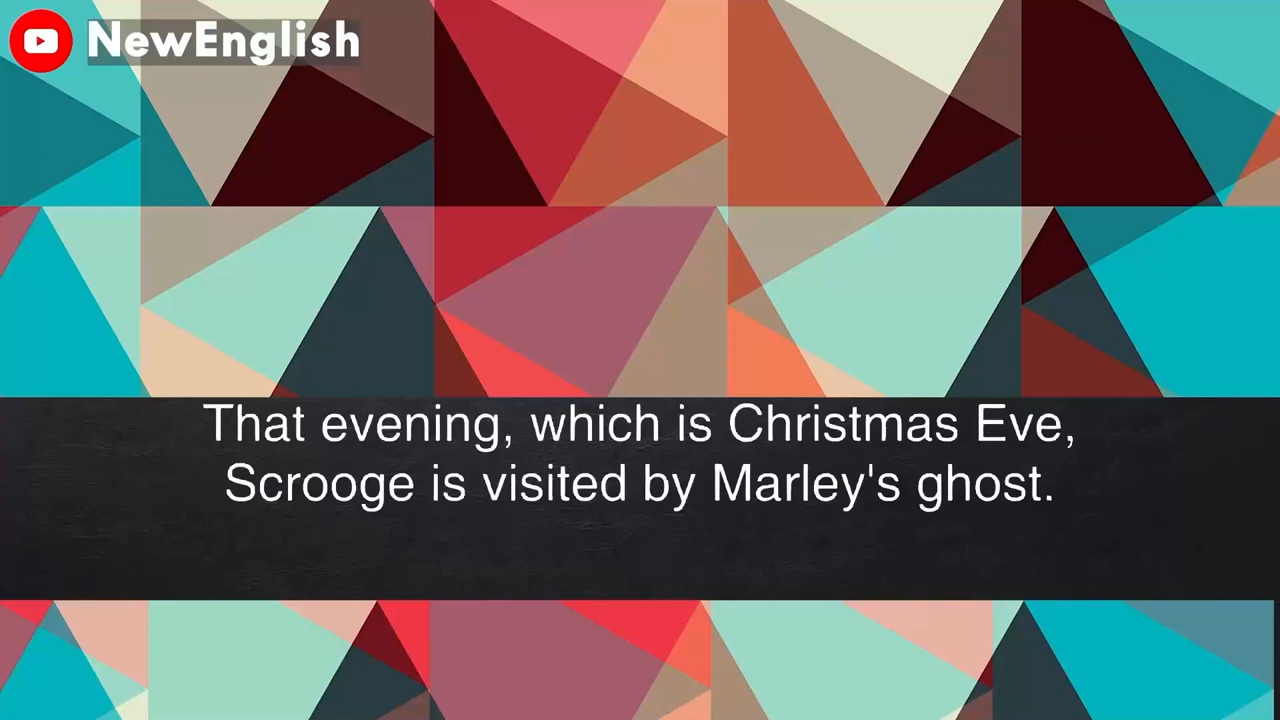 NewEnglish
That evening, which is Christmas Eve,
Scrooge is visited by Marley's ghost.